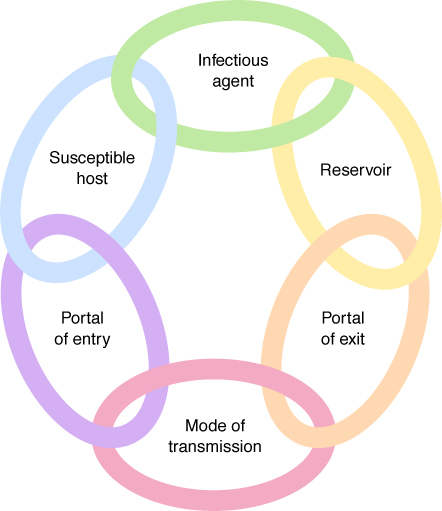 Infectious
agent
Reservoir
Portal
of exit
Mode of
transmission
Portal
of entry
Susceptible
host